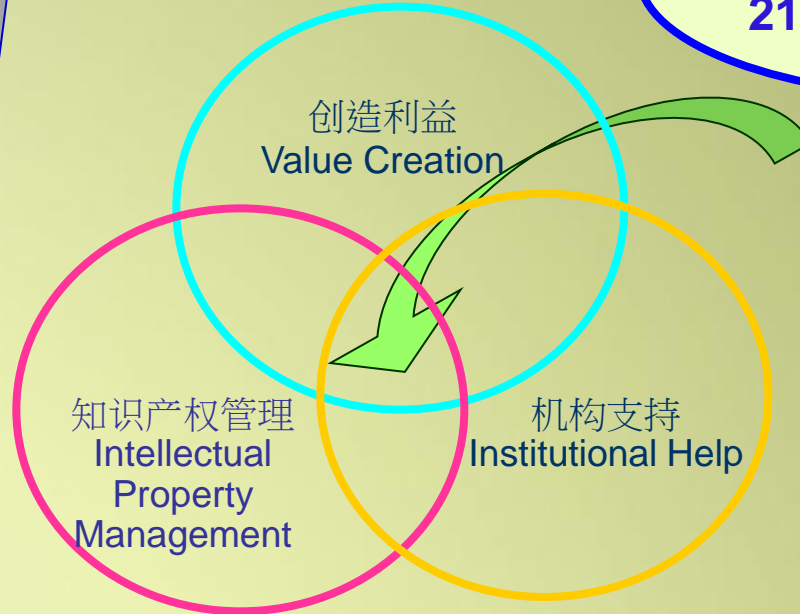 21
创造利益
Value Creation
知识产权管理
Intellectual
Property
Management
机构支持
Institutional Help